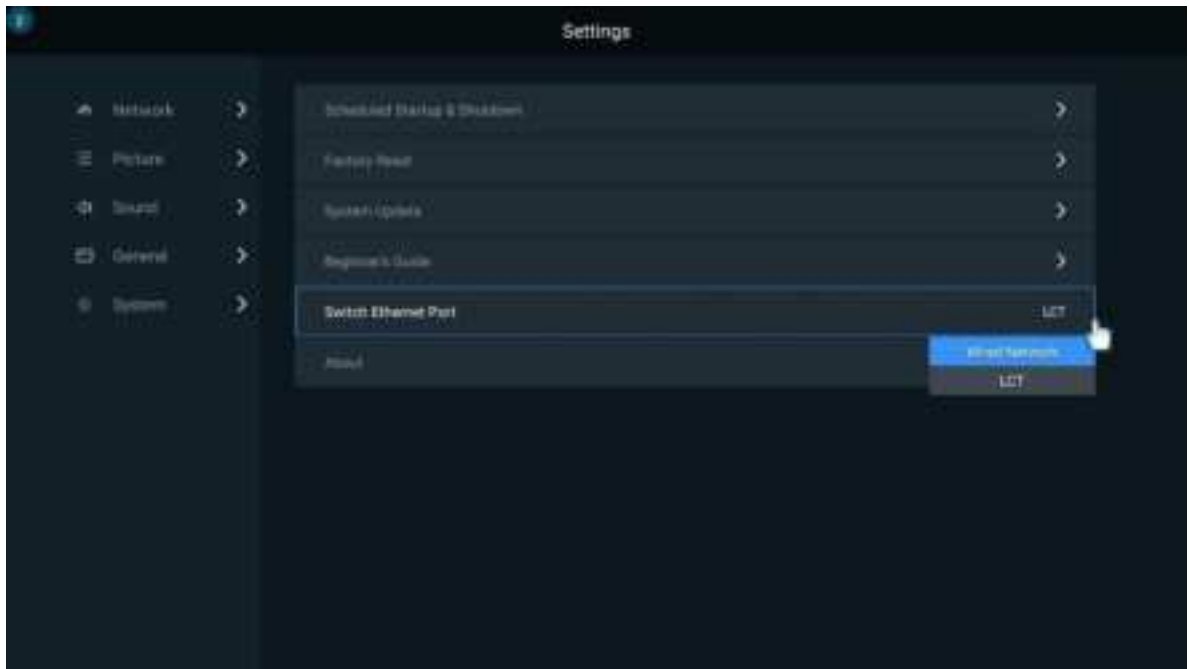 Settings
Network
Picture
Sound
General
System
Scheduled Startup & Shutdown
Factory Reset
System Update
Beginner's Guide
Switch Ethernet Port LCT
About
Wired Network
LCT